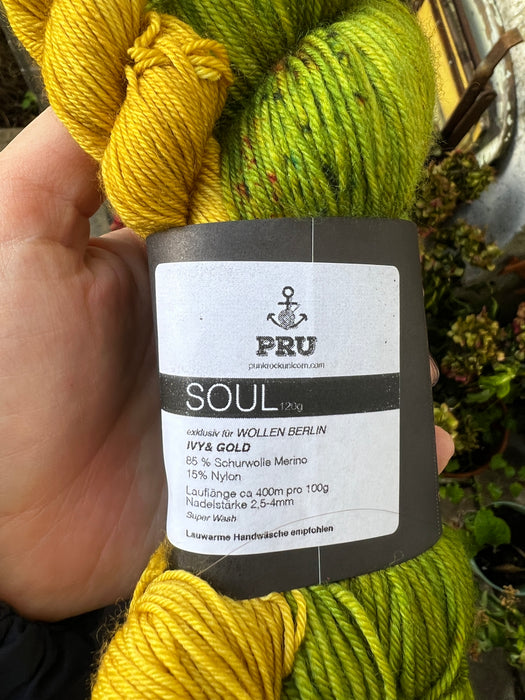 PRU
punkrockunicorn.com
SOUL 120g
exklusiv für WOLLEN BERLIN
IVY& GOLD
85 % Schurwolle Merino
15% Nylon
Lauflänge ca 400m pro 100g
Nadelstärke 2,5-4mm
Super Wash
Lauwarme Handwäsche empfohlen